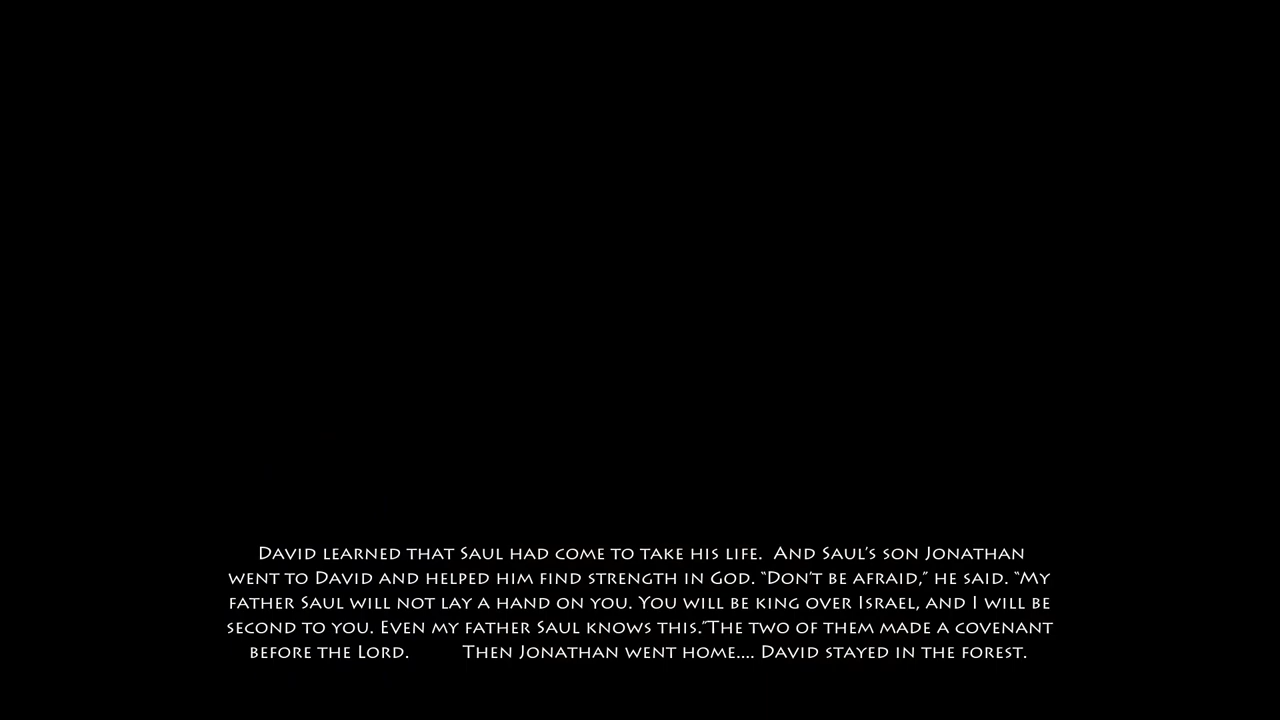 David learned that Saul had come to take his life.  And Saul's son Jonathan
went to David and helped him find strength in God. "Don't be afraid," he said. "My
father Saul will not lay a hand on you. You will be king over Israel, and I will be
second to you. Even my father Saul knows this."The two of them made a covenant
before the Lord.          Then Jonathan went home.... David stayed in the forest.